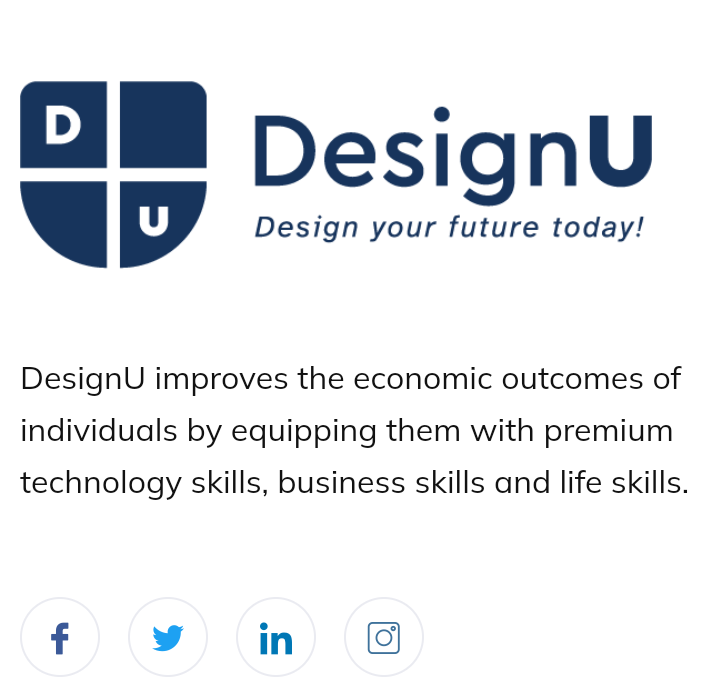 D
U
DesignU
Design your future today!
DesignU improves the economic outcomes of
individuals by equipping them with premium
technology skills, business skills and life skills.
f
in